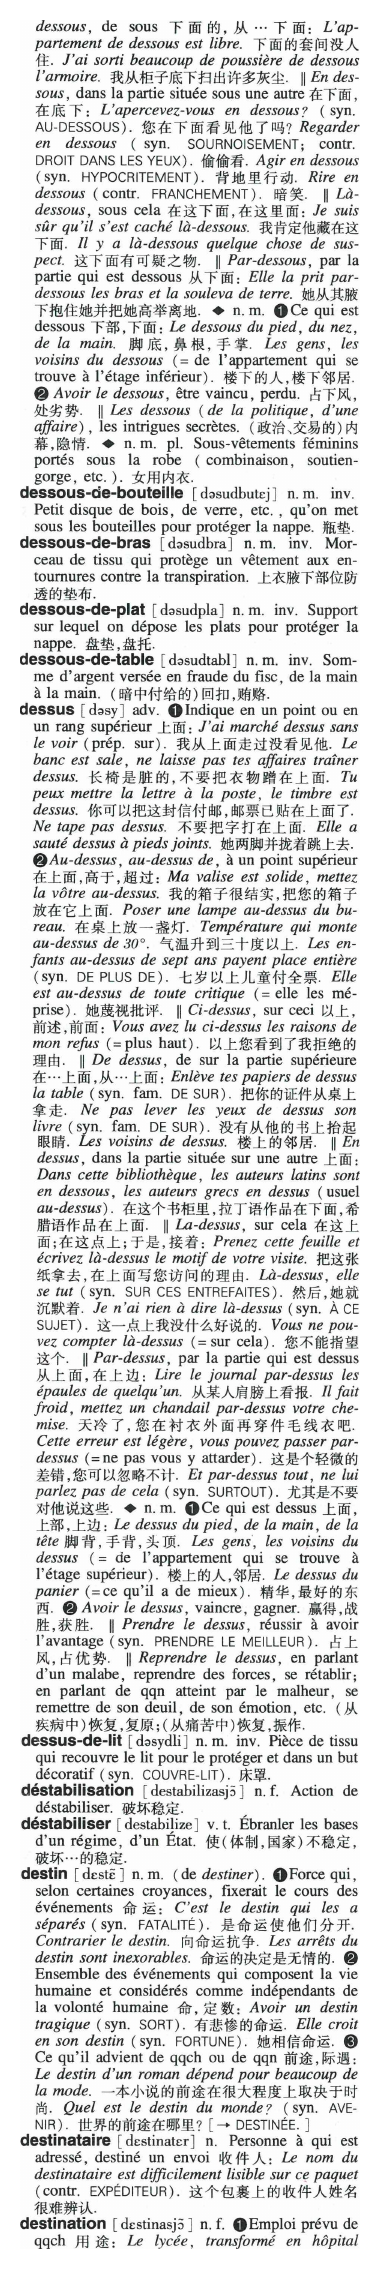 dessous, de sous 下面的,从…下面: L'ap-
partement de dessous est libre. 下面的套间没人
住. J'ai sorti beaucoup de poussière de dessous
l'armoire. 我从柜子底下扫出许多灰尘. ‖ En des-
sous, dans la partie située sous une autre 在下面,
在底下: L'apercevez-vous en dessous? (syn.
AU-DESSOUS). 您在下面看见他了吗? Regarder
en dessous (syn. SOURNOISEMENT; contr.
DROIT DANS LES YEUX). 偷偷看. Agir en dessous
(syn. HYPOCRITEMENT). 背地里行动. Rire en
dessous (contr. FRANCHEMENT). 暗笑. ‖ Là-
dessous, sous cela 在这下面,在这里面: Je suis
sûr qu'il s'est caché là-dessous. 我肯定他藏在这
下面. Il y a là-dessous quelque chose de sus-
pect. 这下面有可疑之物. ‖ Par-dessous, par la
partie qui est dessous 从下面: Elle la prit par-
dessous les bras et la souleva de terre. 她从其腋
下抱住她并把她高举离地. ◆ n. m. ❶Ce qui est
dessous 下部,下面: Le dessous du pied, du nez,
de la main. 脚底,鼻根,手掌. Les gens, les
voisins du dessous (= de l'appartement qui se
trouve à l'étage inférieur). 楼下的人,楼下邻居.
❷ Avoir le dessous, être vaincu, perdu. 占下风,
处劣势. ‖ Les dessous (de la politique, d'une
affaire), les intrigues secrètes. (政治、交易的)内
幕,隐情. ◆ n. m. pl. Sous-vêtements féminins
portés sous la robe (combinaison, soutien-
gorge, etc.). 女用内衣.
dessous-de-bouteille [dəsudbutɛj] n. m. inv.
Petit disque de bois, de verre, etc., qu'on met
sous les bouteilles pour protéger la nappe. 瓶垫.
dessous-de-bras [dəsudbra] n. m. inv. Mor-
ceau de tissu qui protège un vêtement aux en-
tournures contre la transpiration. 上衣腋下部位防
透的垫布.
dessous-de-plat [dəsudpla] n. m. inv. Support
sur lequel on dépose les plats pour protéger la
nappe. 盘垫,盘托.
dessous-de-table [dəsudtabl] n. m. inv. Som-
me d'argent versée en fraude du fisc, de la main
à la main. (暗中付给的)回扣,贿赂.
dessus [dəsy] adv. ❶Indique en un point ou en
un rang supérieur 上面: J'ai marché dessus sans
le voir (prép. sur). 我从上面走过没看见他. Le
banc est sale, ne laisse pas tes affaires traîner
dessus. 长椅是脏的,不要把衣物蹭在上面. Tu
peux mettre la lettre à la poste, le timbre est
dessus. 你可以把这封信付邮,邮票已贴在上面了.
Ne tape pas dessus. 不要把字打在上面. Elle a
sauté dessus à pieds joints. 她两脚并拢着跳上去.
❷Au-dessus, au-dessus de, à un point supérieur
在上面,高于,超过: Ma valise est solide, mettez
la vôtre au-dessus. 我的箱子很结实,把您的箱子
放在它上面. Poser une lampe au-dessus du bu-
reau. 在桌上放一盏灯. Température qui monte
au-dessus de 30°. 气温升到三十度以上. Les en-
fants au-dessus de sept ans payent place entière
(syn. DE PLUS DE). 七岁以上儿童付全票. Elle
est au-dessus de toute critique (= elle les mé-
prise). 她蔑视批评. ‖ Ci-dessus, sur ceci 以上,
前述,前面: Vous avez lu ci-dessus les raisons de
mon refus (=plus haut). 以上您看到了我拒绝的
理由. ‖ De dessus, de sur la partie supérieure
在…上面,从…上面: Enlève tes papiers de dessus
la table (syn. fam. DE SUR). 把你的证件从桌上
拿走. Ne pas lever les yeux de dessus son
livre (syn. fam. DE SUR). 没有从他的书上抬起
眼睛. Les voisins de dessus. 楼上的邻居. ‖ En
dessus, dans la partie située sur une autre 上面:
Dans cette bibliothèque, les auteurs latins sont
en dessous, les auteurs grecs en dessus (usuel
au-dessus). 在这个书柜里,拉丁语作品在下面,希
腊语作品在上面. ‖ La-dessus, sur cela 在这上
面;在这点上;于是,接着: Prenez cette feuille et
écrivez là-dessus le motif de votre visite. 把这张
纸拿去,在上面写您访问的理由. Là-dessus, elle
se tut (syn. SUR CES ENTREFAITES). 然后,她就
沉默着. Je n'ai rien à dire là-dessus (syn. À CE
SUJET). 这一点上我没什么好说的. Vous ne pou-
vez compter là-dessus (= sur cela). 您不能指望
这个. ‖ Par-dessus, par la partie qui est dessus
从上面,在上边: Lire le journal par-dessus les
épaules de quelqu'un. 从某人肩膀上看报. Il fait
froid, mettez un chandail par-dessus votre che-
mise. 天冷了,您在衬衣外面再穿件毛线衣吧.
Cette erreur est légère, vous pouvez passer par-
dessus (=ne pas vous y attarder). 这是个轻微的
差错,您可以忽略不计. Et par-dessus tout, ne lui
parlez pas de cela (syn. SURTOUT). 尤其是不要
对他说这些. ◆ n. m. ❶Ce qui est dessus 上面,
上部,上边: Le dessus du pied, de la main, de la
tête 脚背,手背,头顶. Les gens, les voisins du
dessus (= de l'appartement qui se trouve à
l'étage supérieur). 楼上的人,邻居. Le dessus du
panier (=ce qu'il a de mieux). 精华,最好的东
西. ❷ Avoir le dessus, vaincre, gagner. 赢得,战
胜,获胜. ‖ Prendre le dessus, réussir à avoir
l'avantage (syn. PRENDRE LE MEILLEUR). 占上
风,占优势. ‖ Reprendre le dessus, en parlant
d'un malabe, reprendre des forces, se rétablir;
en parlant de qqn atteint par le malheur, se
remettre de son deuil, de son émotion, etc. (从
疾病中)恢复,复原;(从痛苦中)恢复,振作.
dessus-de-lit [dəsydli] n. m. inv. Pièce de tissu
qui recouvre le lit pour le protéger et dans un but
décoratif (syn. COUVRE-LIT). 床罩.
déstabilisation [destabilizasjɔ̃] n. f. Action de
déstabiliser. 破坏稳定.
déstabiliser [destabilize] v. t. Ébranler les bases
d'un régime, d'un État. 使(体制,国家)不稳定,
破坏…的稳定.
destin [dɛstɛ̃] n. m. (de destiner). ❶Force qui,
selon certaines croyances, fixerait le cours des
événements 命运: C'est le destin qui les a
séparés (syn. FATALITÉ). 是命运使他们分开.
Contrarier le destin. 向命运抗争. Les arrêts du
destin sont inexorables. 命运的决定是无情的. ❷
Ensemble des événements qui composent la vie
humaine et considérés comme indépendants de
la volonté humaine 命,定数: Avoir un destin
tragique (syn. SORT). 有悲惨的命运. Elle croit
en son destin (syn. FORTUNE). 她相信命运. ❸
Ce qu'il advient de qqch ou de qqn 前途,际遇:
Le destin d'un roman dépend pour beaucoup de
la mode. 一本小说的前途在很大程度上取决于时
尚. Quel est le destin du monde? (syn. AVE-
NIR). 世界的前途在哪里? [→ DESTINÉE.]
destinataire [dɛstinatɛr] n. Personne à qui est
adressé, destiné un envoi 收件人: Le nom du
destinataire est difficilement lisible sur ce paquet
(contr. EXPÉDITEUR). 这个包裹上的收件人姓名
很难辨认.
destination [dɛstinasjɔ̃] n. f. ❶Emploi prévu de
qqch 用途: Le lycée, transformé en hôpital